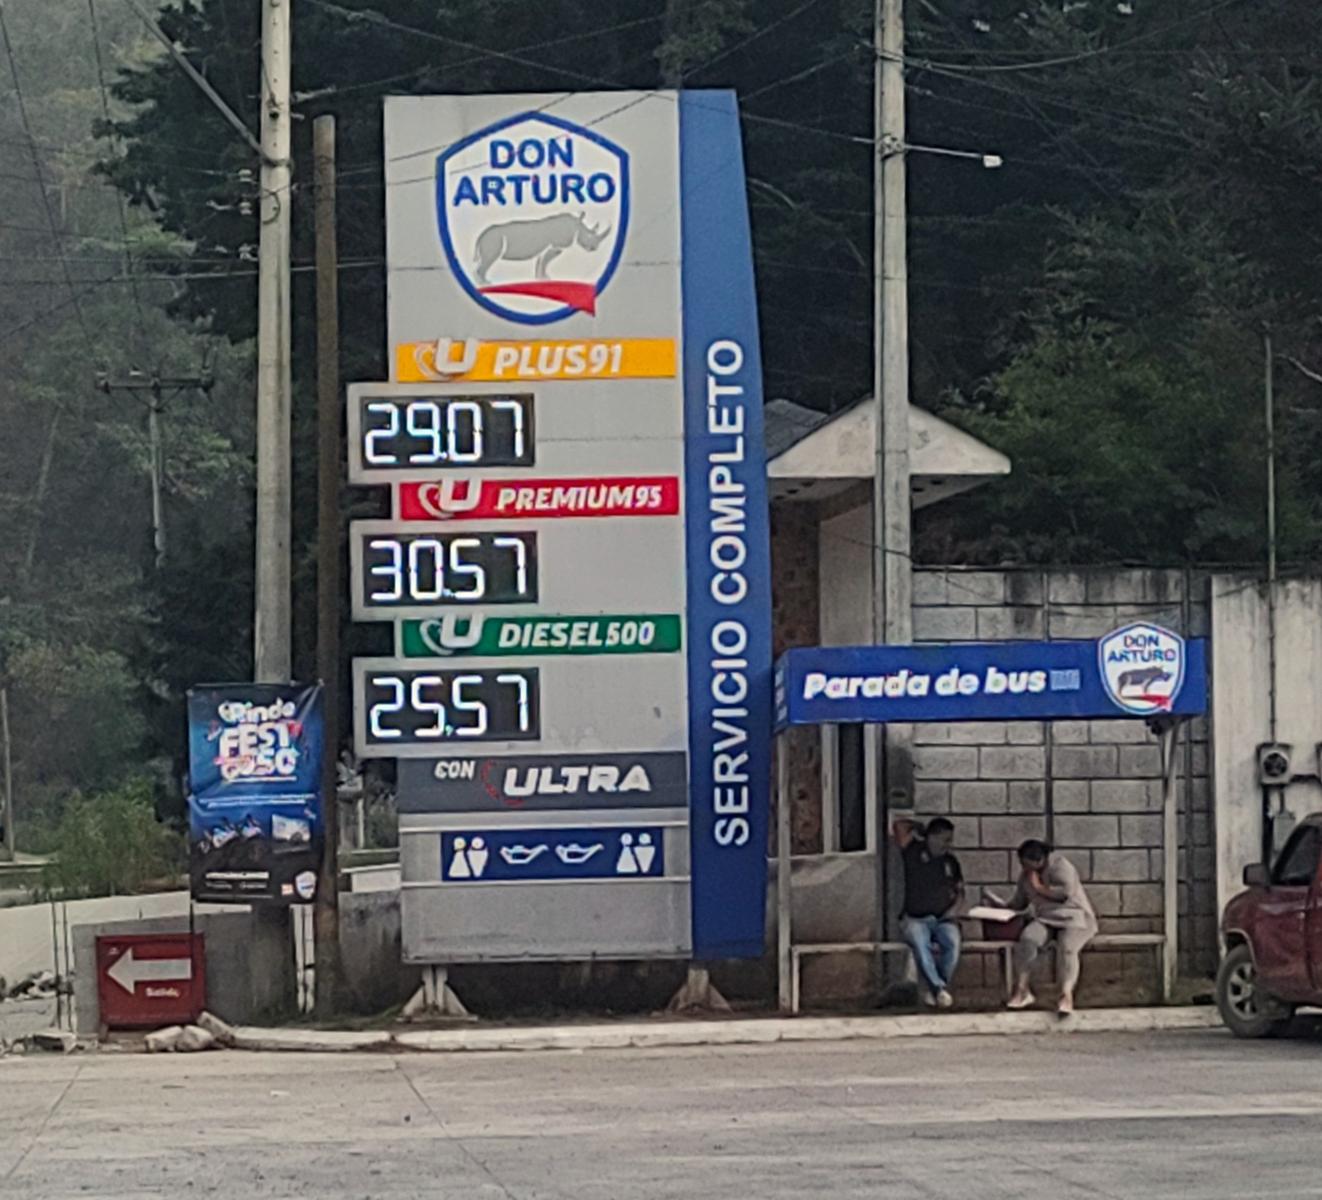 DON
ARTURO
U PLUS91
29.07
U PREMIUM95
30.57
U DIESEL500
25.57
CON ULTRA
SERVICIO COMPLETO
Parada de bus
DON
ARTURO
Rinde
FEST
Salida